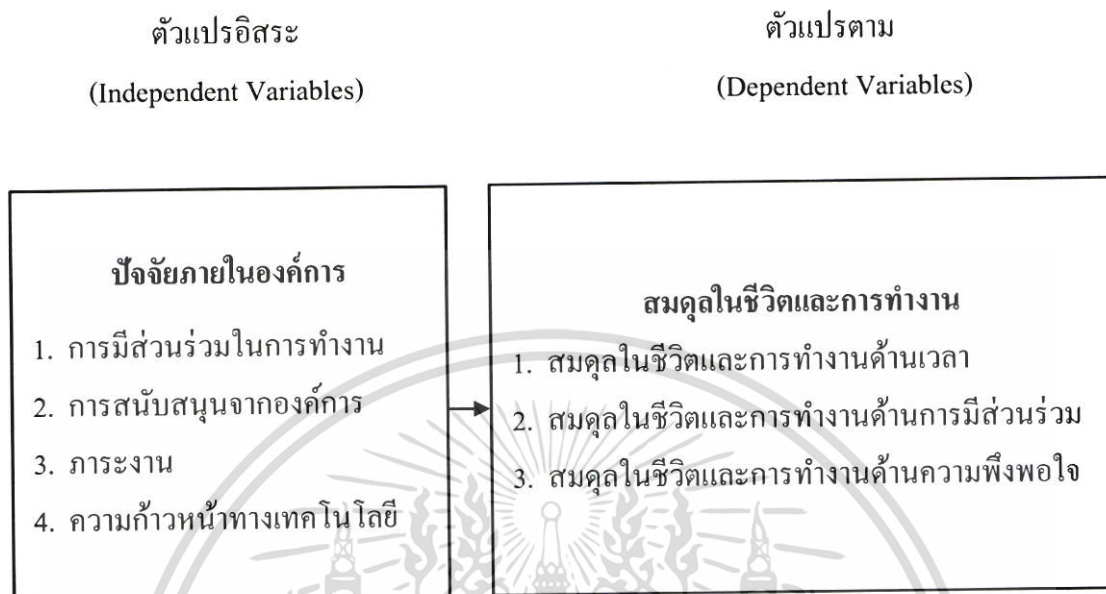 ตัวแปรอิสระ
(Independent Variables)
ตัวแปรตาม
(Dependent Variables)
ปัจจัยภายในองค์การ
1. การมีส่วนร่วมในการทำงาน
2. การสนับสนุนจากองค์การ
3. ภาระงาน
4. ความก้าวหน้าทางเทคโนโลยี
สมดุลในชีวิตและการทำงาน
1. สมดุลในชีวิตและการทำงานด้านเวลา
2. สมดุลในชีวิตและการทำงานด้านการมีส่วนร่วม
3. สมดุลในชีวิตและการทำงานด้านความพึงพอใจ